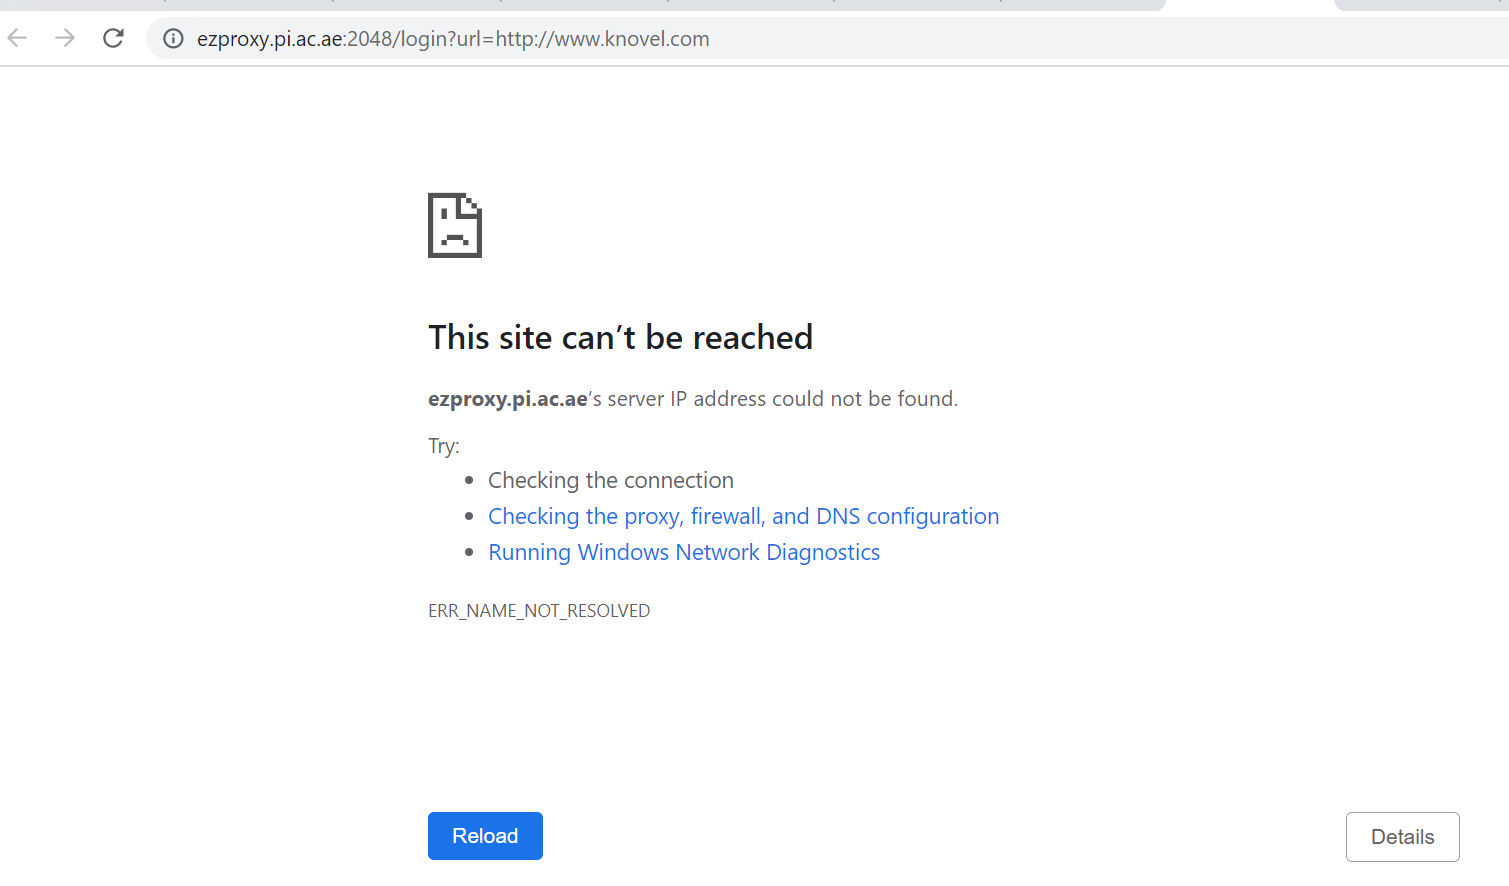 ezproxy.pi.ac.ae:2048/login?url=http://www.knovel.com
This site can’t be reached
ezproxy.pi.ac.ae’s server IP address could not be found.
Try:
Checking the connection
Checking the proxy, firewall, and DNS configuration
Running Windows Network Diagnostics
ERR_NAME_NOT_RESOLVED
Reload
Details